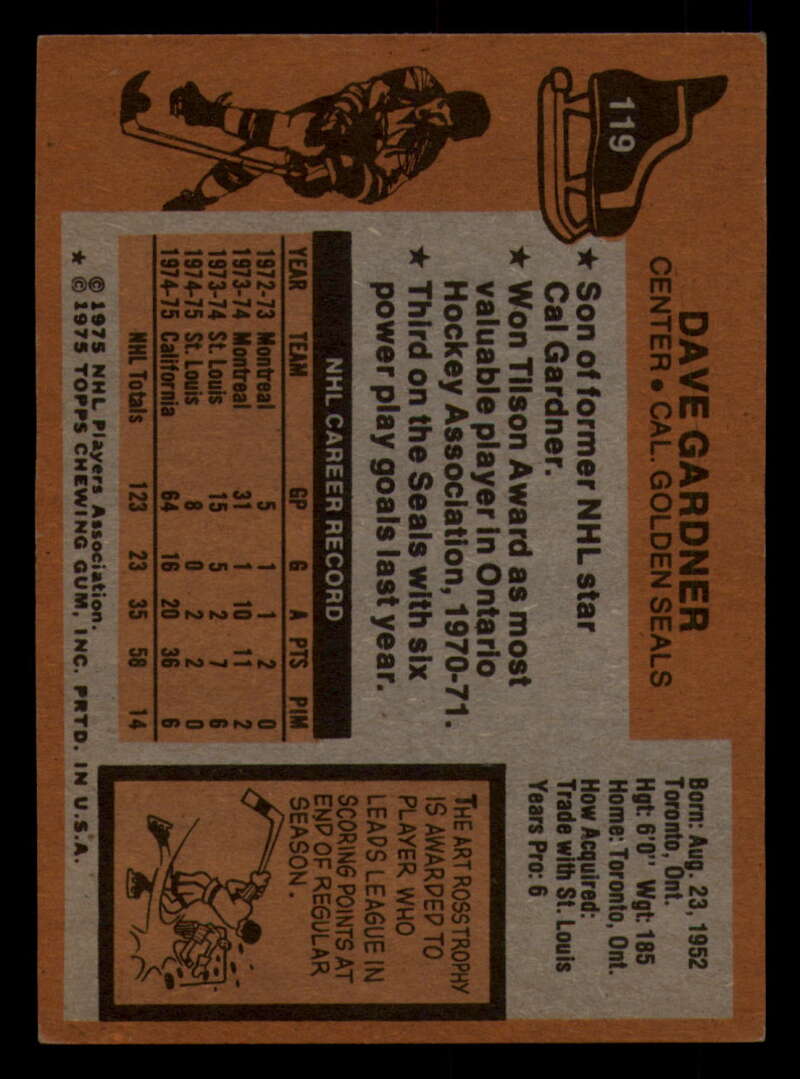 119
DAVE GARDNER
CENTER • CAL. GOLDEN SEALS
Born: Aug. 23, 1952
Toronto, Ont.
Hgt: 6'0" Wgt: 185
Home: Toronto, Ont.
How Acquired:
Trade with St. Louis
Years Pro: 6
★ Son of former NHL star
Cal Gardner.
★ Won Tilson Award as most
valuable player in Ontario
Hockey Association, 1970-71.
★ Third on the Seals with six
power play goals last year.
NHL CAREER RECORD
YEAR TEAM GP G A PTS PIM
1972-73 Montreal 5 1 1 2 0
1973-74 Montreal 31 1 10 11 2
1973-74 St. Louis 15 5 2 7 6
1974-75 St. Louis 8 0 2 2 0
1974-75 California 64 16 20 36 6
NHL Totals 123 23 35 58 14
THE ART ROSS TROPHY
IS AWARDED TO
PLAYER WHO
LEADS LEAGUE IN
SCORING POINTS AT
END OF REGULAR
SEASON.
© 1975 NHL Players Association.
★ © 1975 TOPPS CHEWING GUM, INC. PRTD. IN U.S.A.